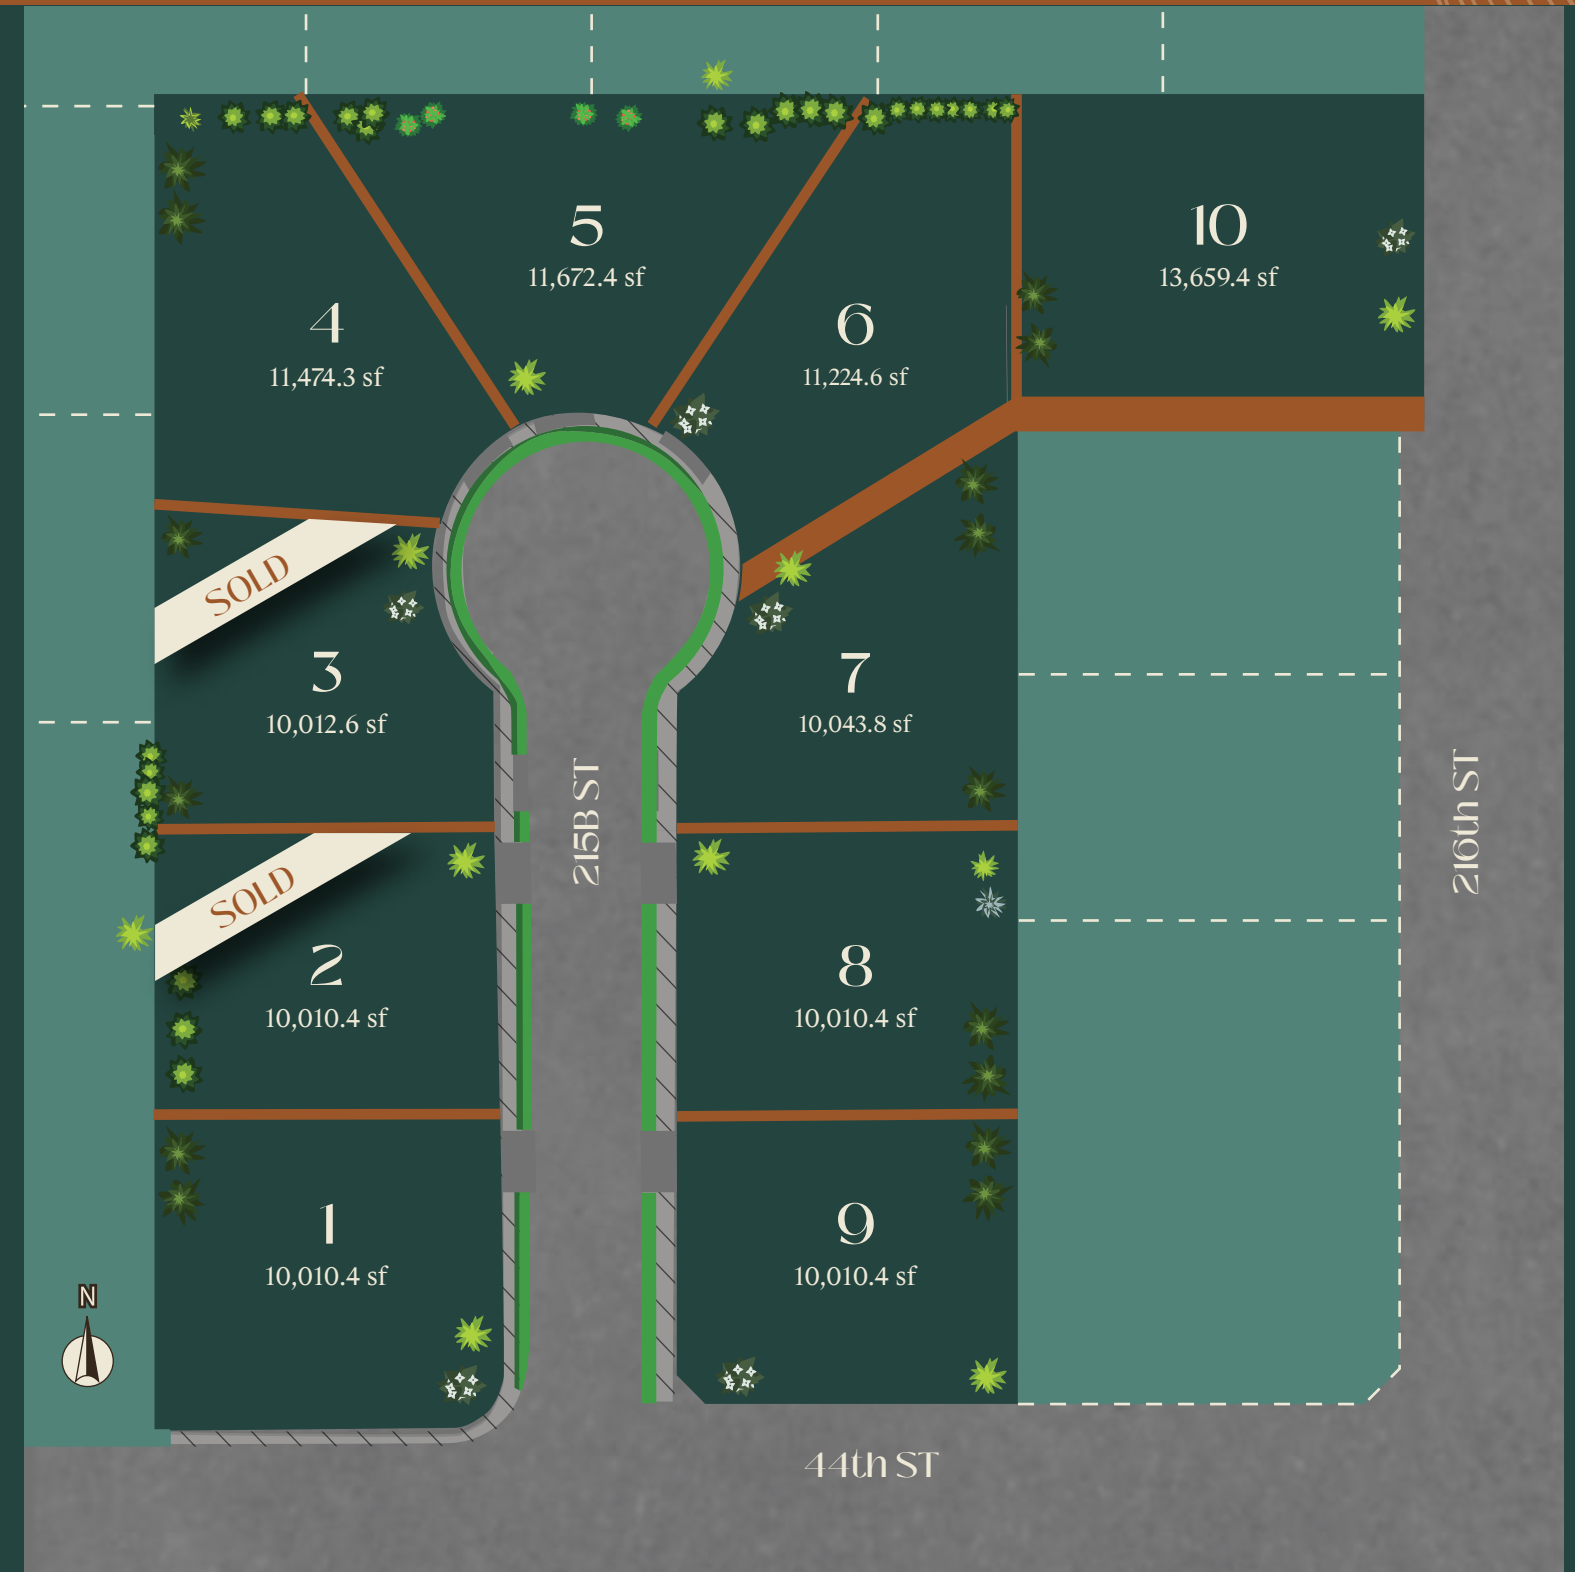 5
11,672.4 sf
10
13,659.4 sf
4
11,474.3 sf
6
11,224.6 sf
SOLD
3
10,012.6 sf
7
10,043.8 sf
215B ST
216th ST
SOLD
2
10,010.4 sf
8
10,010.4 sf
1
10,010.4 sf
9
10,010.4 sf
N
44th ST